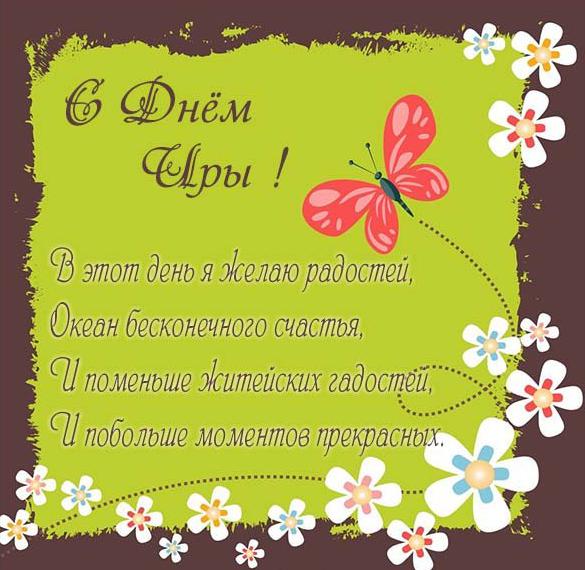 С Днём
Иры !
В этот день я желаю радостей,
Океан бесконечного счастья,
И поменьше житейских гадостей,
И побольше моментов прекрасных.